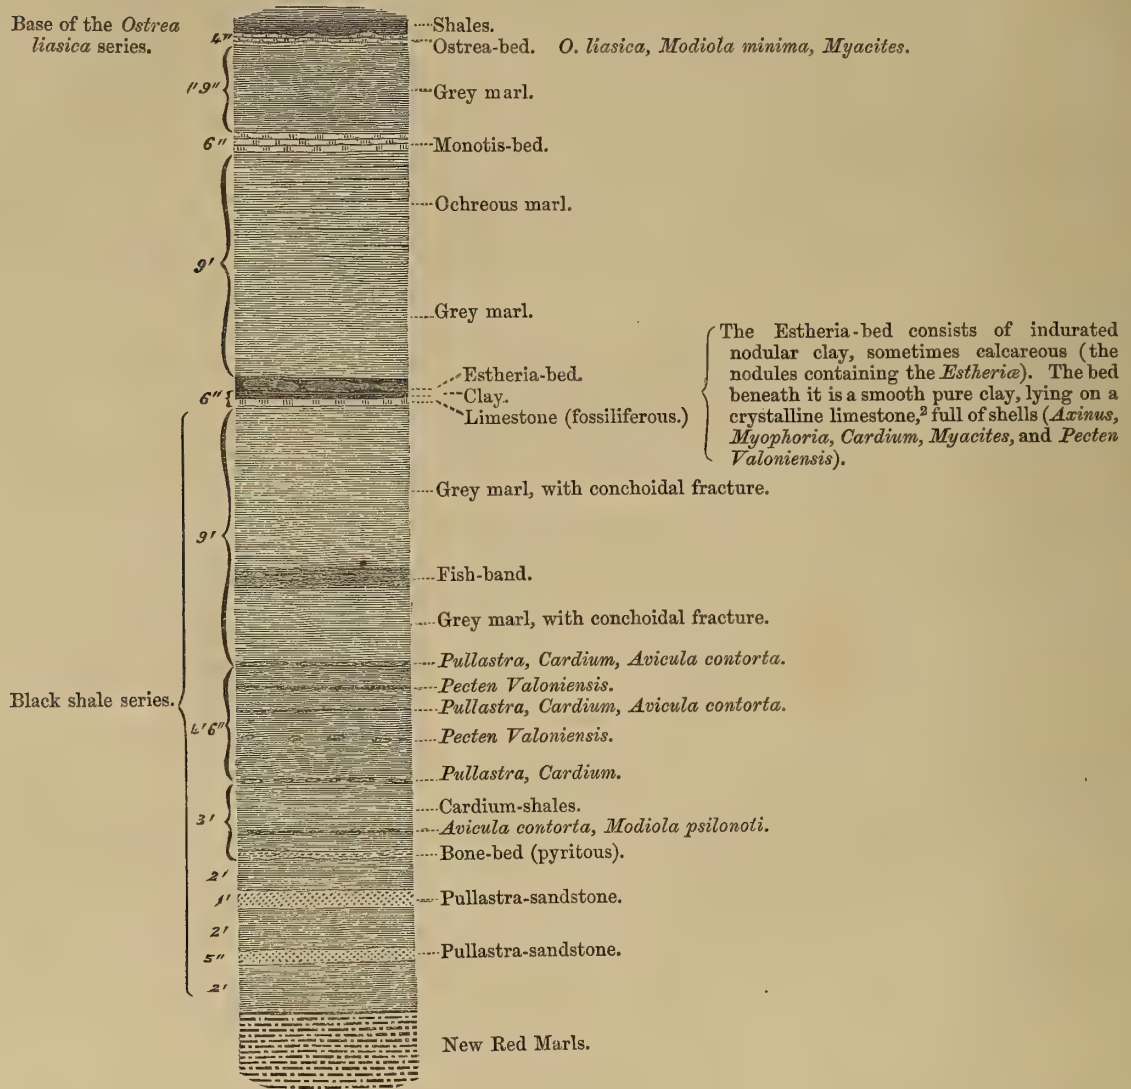 Base of the Ostrea
liasica series.
4"
Shales.
Ostrea-bed. O. liasica, Modiola minima, Myacites.
1' 9"
Grey marl.
6"
Monotis-bed.
Ochreous marl.
9'
Grey marl.
Estheria-bed.
Clay.
6"
Limestone (fossiliferous.)
The Estheria-bed consists of indurated
nodular clay, sometimes calcareous (the
nodules containing the Estheriæ). The bed
beneath it is a smooth pure clay, lying on a
crystalline limestone,² full of shells (Axinus,
Myophoria, Cardium, Myacites, and Pecten
Valoniensis).
Grey marl, with conchoidal fracture.
9'
Fish-band.
Grey marl, with conchoidal fracture.
Pullastra, Cardium, Avicula contorta.
Pecten Valoniensis.
Black shale series.
Pullastra, Cardium, Avicula contorta.
4' 6"
Pecten Valoniensis.
Pullastra, Cardium.
Cardium-shales.
3'
Avicula contorta, Modiola psilonoti.
Bone-bed (pyritous).
2'
1'
Pullastra-sandstone.
2'
5"
Pullastra-sandstone.
2'
New Red Marls.